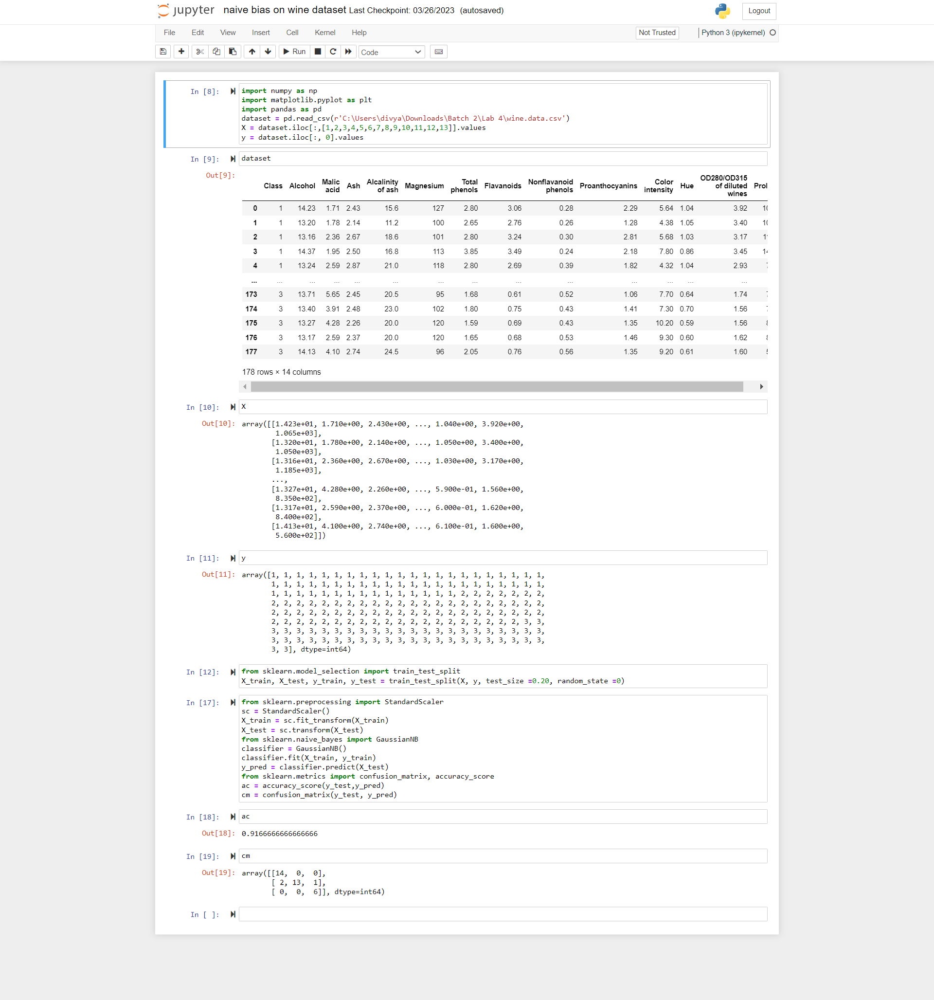 jupyter naive bias on wine dataset Last Checkpoint: 03/26/2023 (autosaved)
Logout
File Edit View Insert Cell Kernel Help
Not Trusted
Python 3 (ipykernel)
Run
Code
In [8]:
import numpy as np
import matplotlib.pyplot as plt
import pandas as pd
dataset = pd.read_csv(r'C:\Users\divya\Downloads\Batch 2\Lab 4\wine.data.csv')
X = dataset.iloc[:,[1,2,3,4,5,6,7,8,9,10,11,12,13]].values
y = dataset.iloc[:, 0].values
In [9]:
dataset
Out[9]:
Class Alcohol Malic acid Ash Alcalinity of ash Magnesium Total phenols Flavanoids Nonflavanoid phenols Proanthocyanins Color intensity Hue OD280/OD315 of diluted wines Prol
0 1 14.23 1.71 2.43 15.6 127 2.80 3.06 0.28 2.29 5.64 1.04 3.92
1 1 13.20 1.78 2.14 11.2 100 2.65 2.76 0.26 1.28 4.38 1.05 3.40
2 1 13.16 2.36 2.67 18.6 101 2.80 3.24 0.30 2.81 5.68 1.03 3.17
3 1 14.37 1.95 2.50 16.8 113 3.85 3.49 0.24 2.18 7.80 0.86 3.45
4 1 13.24 2.59 2.87 21.0 118 2.80 2.69 0.39 1.82 4.32 1.04 2.93
... ... ... ... ... ... ... ... ... ... ... ... ... ...
173 3 13.71 5.65 2.45 20.5 95 1.68 0.61 0.52 1.06 7.70 0.64 1.74
174 3 13.40 3.91 2.48 23.0 102 1.80 0.75 0.43 1.41 7.30 0.70 1.56
175 3 13.27 4.28 2.26 20.0 120 1.59 0.69 0.43 1.35 10.20 0.59 1.56
176 3 13.17 2.59 2.37 20.0 120 1.65 0.68 0.53 1.46 9.30 0.60 1.62
177 3 14.13 4.10 2.74 24.5 96 2.05 0.76 0.56 1.35 9.20 0.61 1.60
178 rows × 14 columns
In [10]:
X
Out[10]:
array([[1.423e+01, 1.710e+00, 2.430e+00, ..., 1.040e+00, 3.920e+00,
1.065e+03],
[1.320e+01, 1.780e+00, 2.140e+00, ..., 1.050e+00, 3.400e+00,
1.050e+03],
[1.316e+01, 2.360e+00, 2.670e+00, ..., 1.030e+00, 3.170e+00,
1.185e+03],
...,
[1.327e+01, 4.280e+00, 2.260e+00, ..., 5.900e-01, 1.560e+00,
8.350e+02],
[1.317e+01, 2.590e+00, 2.370e+00, ..., 6.000e-01, 1.620e+00,
8.400e+02],
[1.413e+01, 4.100e+00, 2.740e+00, ..., 6.100e-01, 1.600e+00,
5.600e+02]])
In [11]:
y
Out[11]:
array([1, 1, 1, 1, 1, 1, 1, 1, 1, 1, 1, 1, 1, 1, 1, 1, 1, 1, 1, 1, 1, 1,
1, 1, 1, 1, 1, 1, 1, 1, 1, 1, 1, 1, 1, 1, 1, 1, 1, 1, 1, 1, 1, 1,
1, 1, 1, 1, 1, 1, 1, 1, 1, 1, 1, 1, 1, 1, 1, 2, 2, 2, 2, 2, 2, 2,
2, 2, 2, 2, 2, 2, 2, 2, 2, 2, 2, 2, 2, 2, 2, 2, 2, 2, 2, 2, 2, 2,
2, 2, 2, 2, 2, 2, 2, 2, 2, 2, 2, 2, 2, 2, 2, 2, 2, 2, 2, 2, 2, 2,
2, 2, 2, 2, 2, 2, 2, 2, 2, 2, 2, 2, 2, 2, 2, 2, 2, 2, 2, 2, 3, 3,
3, 3, 3, 3, 3, 3, 3, 3, 3, 3, 3, 3, 3, 3, 3, 3, 3, 3, 3, 3, 3, 3,
3, 3, 3, 3, 3, 3, 3, 3, 3, 3, 3, 3, 3, 3, 3, 3, 3, 3, 3, 3, 3, 3,
3, 3], dtype=int64)
In [12]:
from sklearn.model_selection import train_test_split
X_train, X_test, y_train, y_test = train_test_split(X, y, test_size =0.20, random_state =0)
In [17]:
from sklearn.preprocessing import StandardScaler
sc = StandardScaler()
X_train = sc.fit_transform(X_train)
X_test = sc.transform(X_test)
from sklearn.naive_bayes import GaussianNB
classifier = GaussianNB()
classifier.fit(X_train, y_train)
y_pred = classifier.predict(X_test)
from sklearn.metrics import confusion_matrix, accuracy_score
ac = accuracy_score(y_test,y_pred)
cm = confusion_matrix(y_test, y_pred)
In [18]:
ac
Out[18]:
0.9166666666666666
In [19]:
cm
Out[19]:
array([[14, 0, 0],
[ 2, 13, 1],
[ 0, 0, 6]], dtype=int64)
In [ ]: